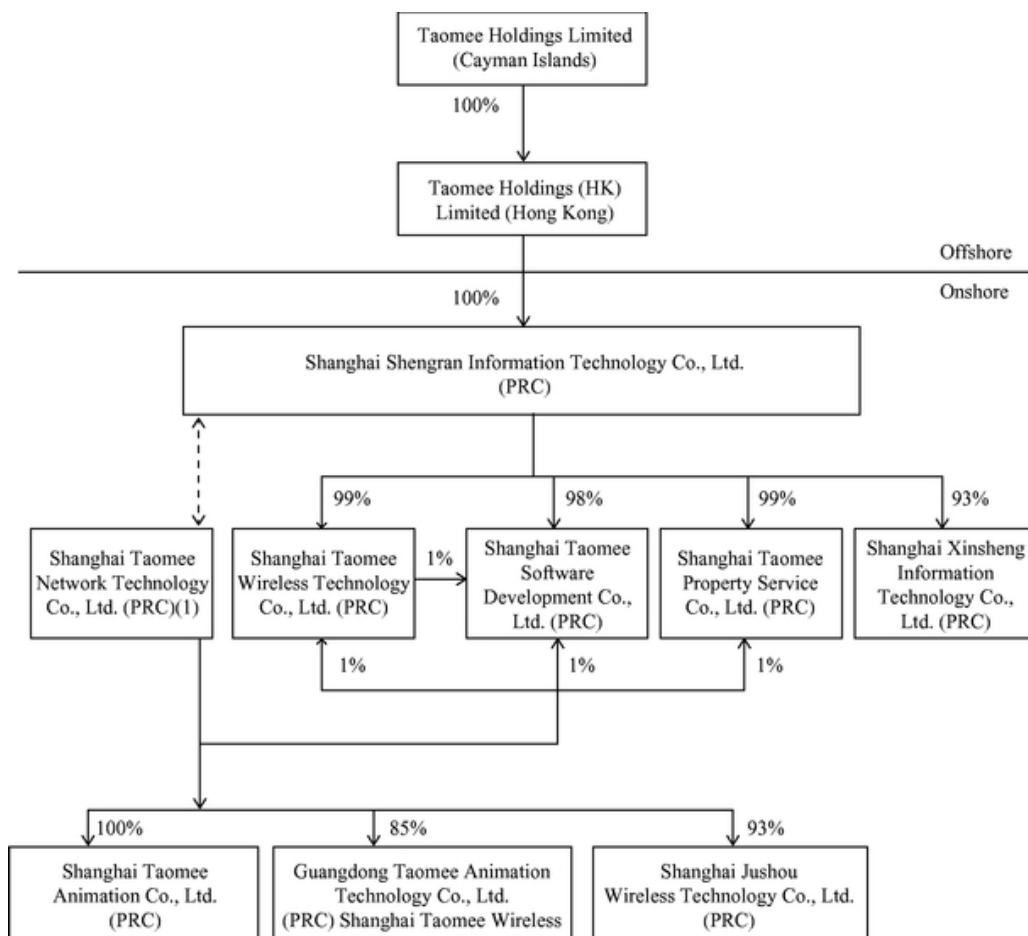 Taomee Holdings Limited
(Cayman Islands)
100%
Taomee Holdings (HK)
Limited (Hong Kong)
Offshore
Onshore
100%
Shanghai Shengran Information Technology Co., Ltd.
(PRC)
99%
98%
99%
93%
Shanghai Taomee
Network Technology
Co., Ltd. (PRC)(1)
Shanghai Taomee
Wireless Technology
Co., Ltd. (PRC)
1%
Shanghai Taomee
Software
Development Co.,
Ltd. (PRC)
Shanghai Taomee
Property Service
Co., Ltd. (PRC)
Shanghai Xinsheng
Information
Technology Co.,
Ltd. (PRC)
1%
1%
1%
100%
85%
93%
Shanghai Taomee
Animation Co., Ltd.
(PRC)
Guangdong Taomee Animation
Technology Co., Ltd.
(PRC) Shanghai Taomee Wireless
Shanghai Jushou
Wireless Technology Co., Ltd.
(PRC)